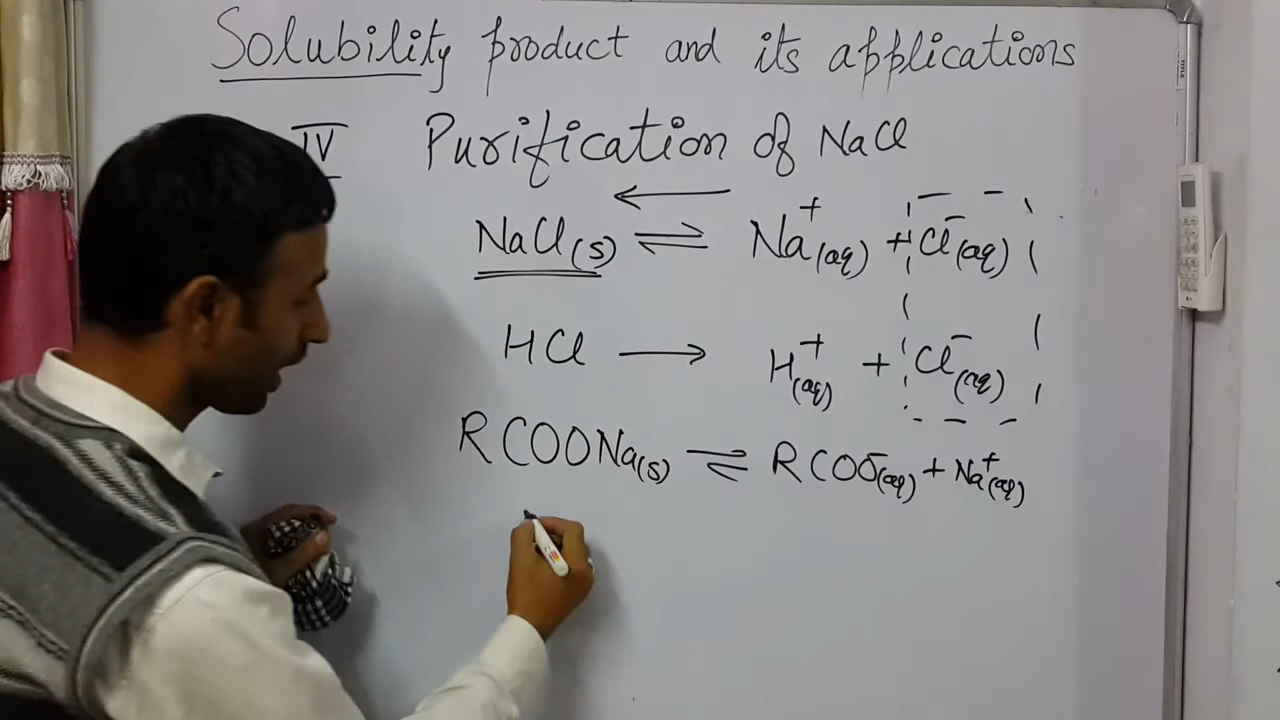 Solubility product and its applications
IV Purification of NaCl
←
NaCl(s) ⇌ Na⁺(aq) + Cl⁻(aq)
HCl → H⁺(aq) + Cl⁻(aq)
RCOONa(s) ⇌ RCOO⁻(aq) + Na⁺(aq)